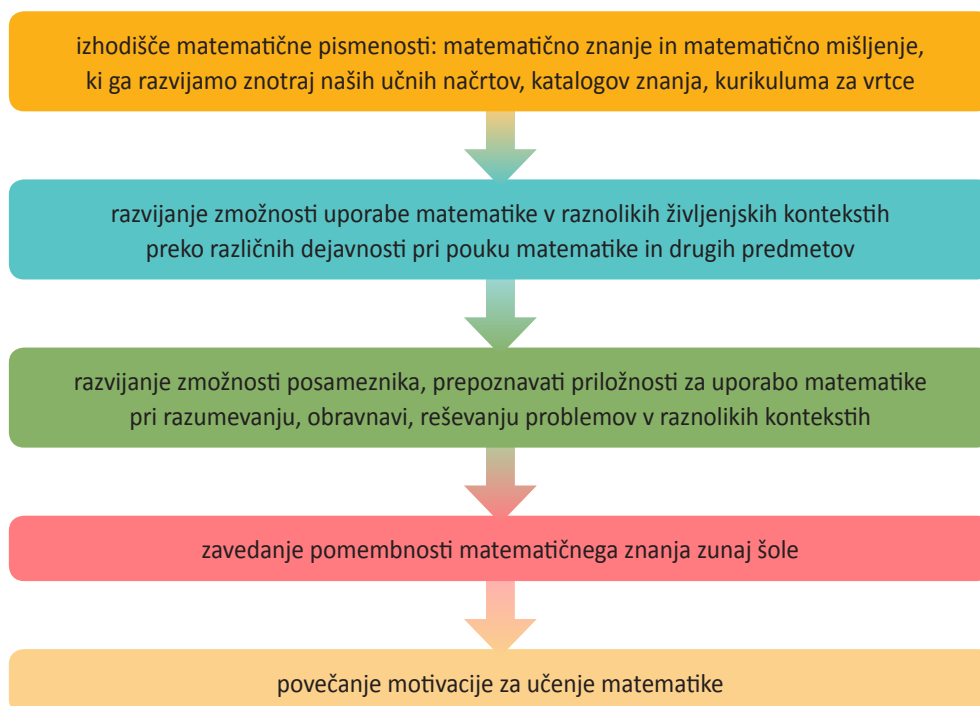 izhodišče matematične pismenosti: matematično znanje in matematično mišljenje,
ki ga razvijamo znotraj naših učnih načrtov, katalogov znanja, kurikuluma za vrtce
razvijanje zmožnosti uporabe matematike v raznolikih življenjskih kontekstih
preko različnih dejavnosti pri pouku matematike in drugih predmetov
razvijanje zmožnosti posameznika, prepoznavati priložnosti za uporabo matematike
pri razumevanju, obravnavi, reševanju problemov v raznolikih kontekstih
zavedanje pomembnosti matematičnega znanja zunaj šole
povečanje motivacije za učenje matematike